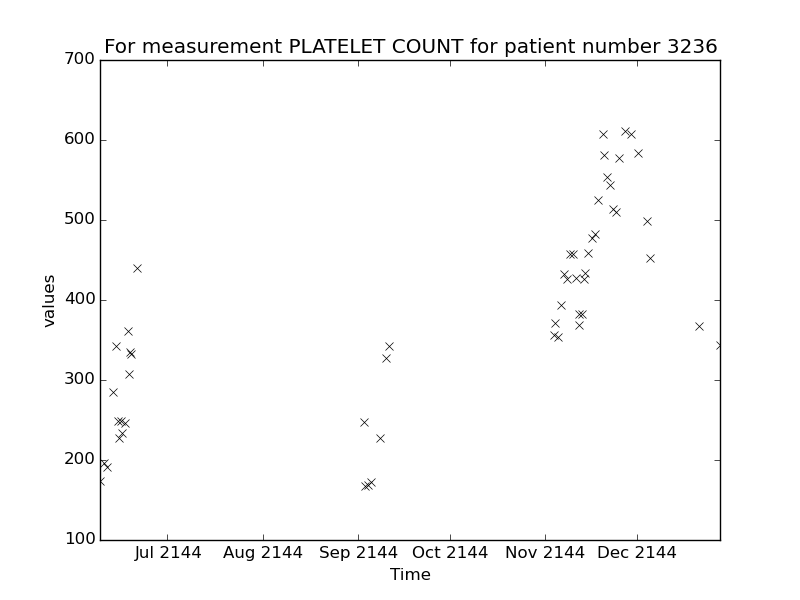 For measurement PLATELET COUNT for patient number 3236
700
600
500
400
300
200
100
values
Jul 2144 Aug 2144 Sep 2144 Oct 2144 Nov 2144 Dec 2144
Time